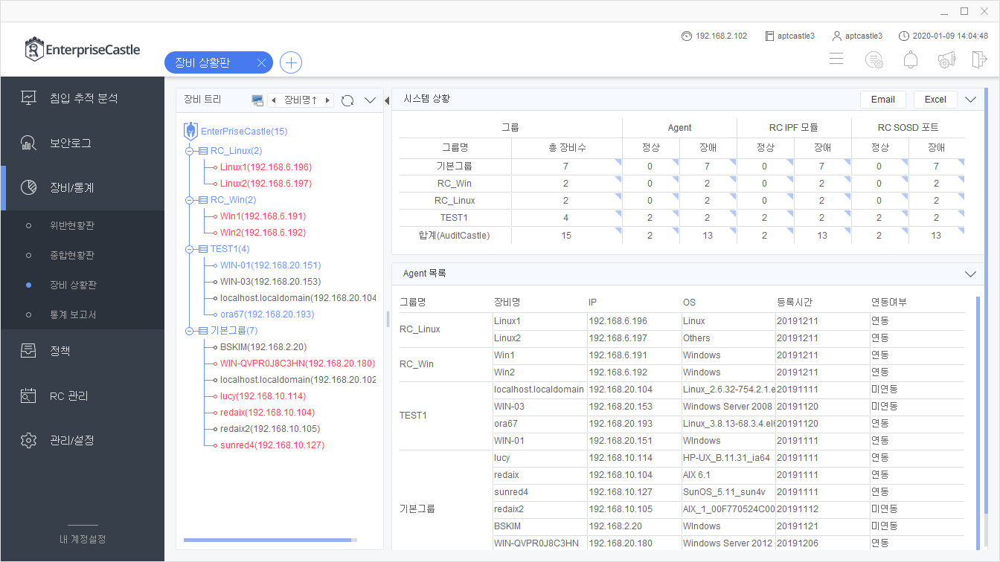 EnterpriseCastle
192.168.2.102 aptcastle3 aptcastle3 2020-01-09 14:04:48
장비 상황판
침입 추적 분석
보안로그
장비/통계
위반현황판
종합현황판
장비 상황판
통계 보고서
정책
RC 관리
관리/설정
내 계정설정
장비 트리 장비명↑
EnterPriseCastle(15)
RC_Linux(2)
Linux1(192.168.6.196)
Linux2(192.168.6.197)
RC_Win(2)
Win1(192.168.6.191)
Win2(192.168.6.192)
TEST1(4)
WIN-01(192.168.20.151)
WIN-03(192.168.20.153)
localhost.localdomain(192.168.20.104
ora67(192.168.20.193)
기본그룹(7)
BSKIM(192.168.2.20)
WIN-QVPR0J8C3HN(192.168.20.180)
localhost.localdomain(192.168.20.102
lucy(192.168.10.114)
redaix(192.168.10.104)
redaix2(192.168.10.105)
sunred4(192.168.10.127)
시스템 상황 Email Excel
그룹 Agent RC IPF 모듈 RC SOSD 포트
그룹명 총 장비수 정상 장애 정상 장애 정상 장애
기본그룹 7 0 7 0 7 0 7
RC_Win 2 0 2 0 2 0 2
RC_Linux 2 0 2 0 2 0 2
TEST1 4 2 2 2 2 2 2
합계(AuditCastle) 15 2 13 2 13 2 13
Agent 목록
그룹명 장비명 IP OS 등록시간 연동여부
RC_Linux
Linux1 192.168.6.196 Linux 20191211 연동
Linux2 192.168.6.197 Others 20191211 연동
RC_Win
Win1 192.168.6.191 Windows 20191211 연동
Win2 192.168.6.192 Windows 20191211 연동
TEST1
localhost.localdomain 192.168.20.104 Linux_2.6.32-754.2.1.e 20191111 미연동
WIN-03 192.168.20.153 Windows Server 2008 20191120 미연동
ora67 192.168.20.193 Linux_3.8.13-68.3.4.el6 20191120 연동
WIN-01 192.168.20.151 WIndows 20191111 연동
기본그룹
lucy 192.168.10.114 HP-UX_B.11.31_ia64 20191111 연동
redaix 192.168.10.104 AIX 6.1 20191111 연동
sunred4 192.168.10.127 SunOS_5.11_sun4v 20191111 연동
redaix2 192.168.10.105 AIX_1_00F770524C00 20191112 미연동
BSKIM 192.168.2.20 WIndows 20191121 미연동
WIN-QVPR0J8C3HN 192.168.20.180 Windows Server 2012 20191206 연동